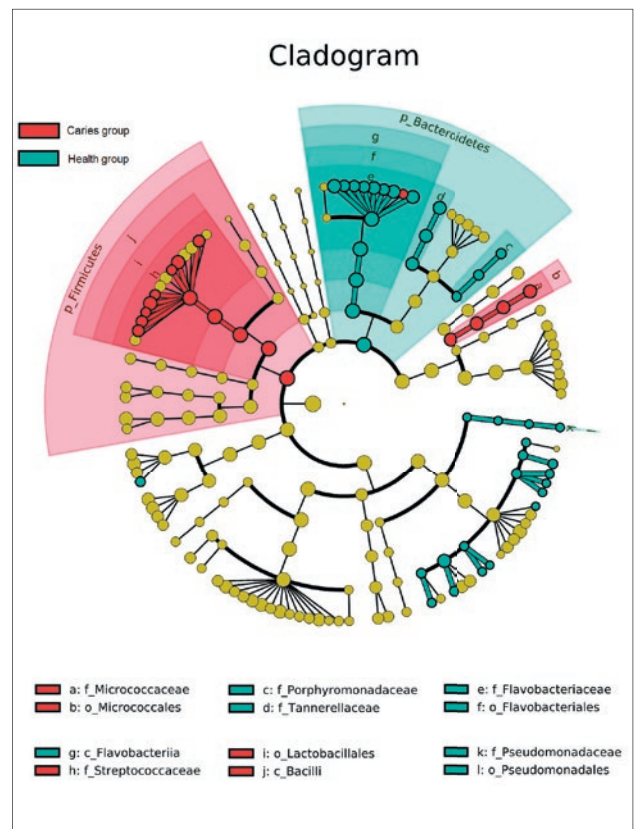 Cladogram
Caries group
Health group
p_Firmicutes
j
i
h
p_Bacteroidetes
g
f
e
d
c
b
a
a: f_Micrococcaceae
b: o_Micrococcales
c: f_Porphyromonadaceae
d: f_Tannerellaceae
e: f_Flavobacteriaceae
f: o_Flavobacteriales
g: c_Flavobacteriia
h: f_Streptococcaceae
i: o_Lactobacillales
j: c_Bacilli
k: f_Pseudomonadaceae
l: o_Pseudomonadales